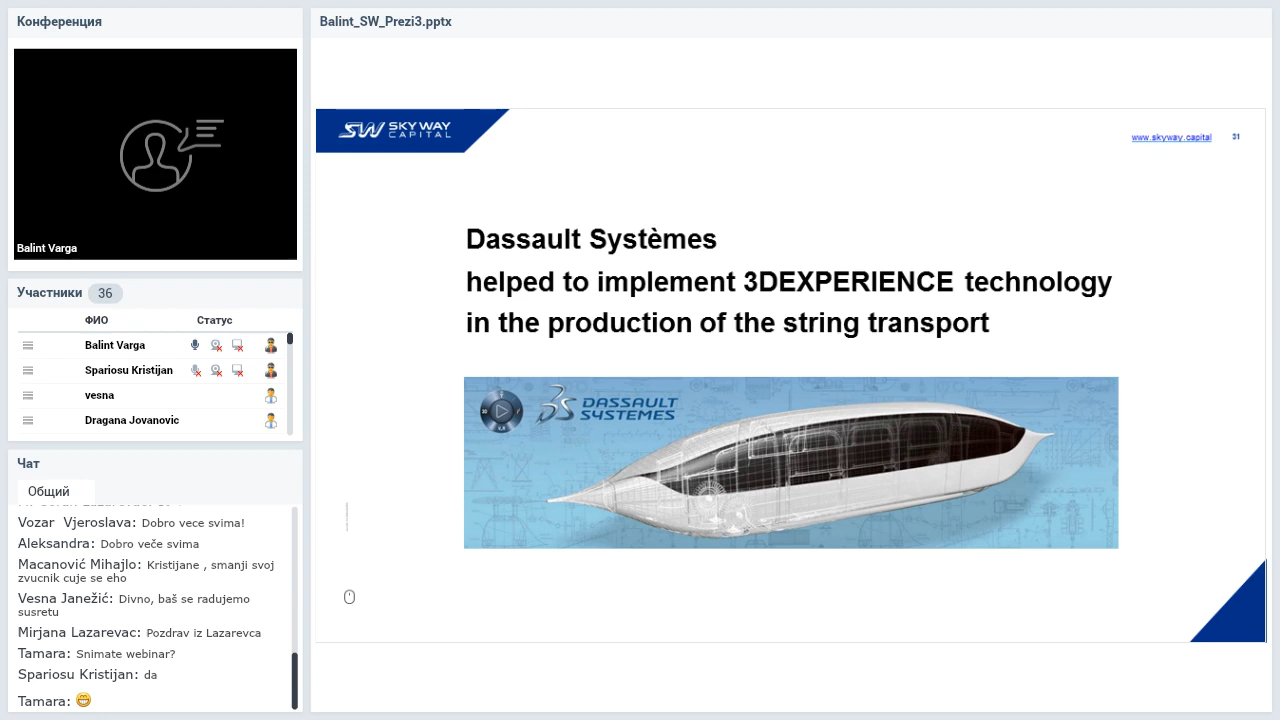 Конференция
Balint Varga
Участники 36
ФИО Статус
Balint Varga
Spariosu Kristijan
vesna
Dragana Jovanovic
Чат
Общий
Vozar Vjeroslava: Dobro vece svima!
Aleksandra: Dobro veče svima
Macanović Mihajlo: Kristijane , smanji svoj
zvucnik cuje se eho
Vesna Janežić: Divno, baš se radujemo
susretu
Mirjana Lazarevac: Pozdrav iz Lazarevca
Tamara: Snimate webinar?
Spariosu Kristijan: da
Tamara:
Balint_SW_Prezi3.pptx
SW SKY WAY
CAPITAL
www.skyway.capital 31
Dassault Systèmes
helped to implement 3DEXPERIENCE technology
in the production of the string transport
3S DASSAULT
SYSTEMES